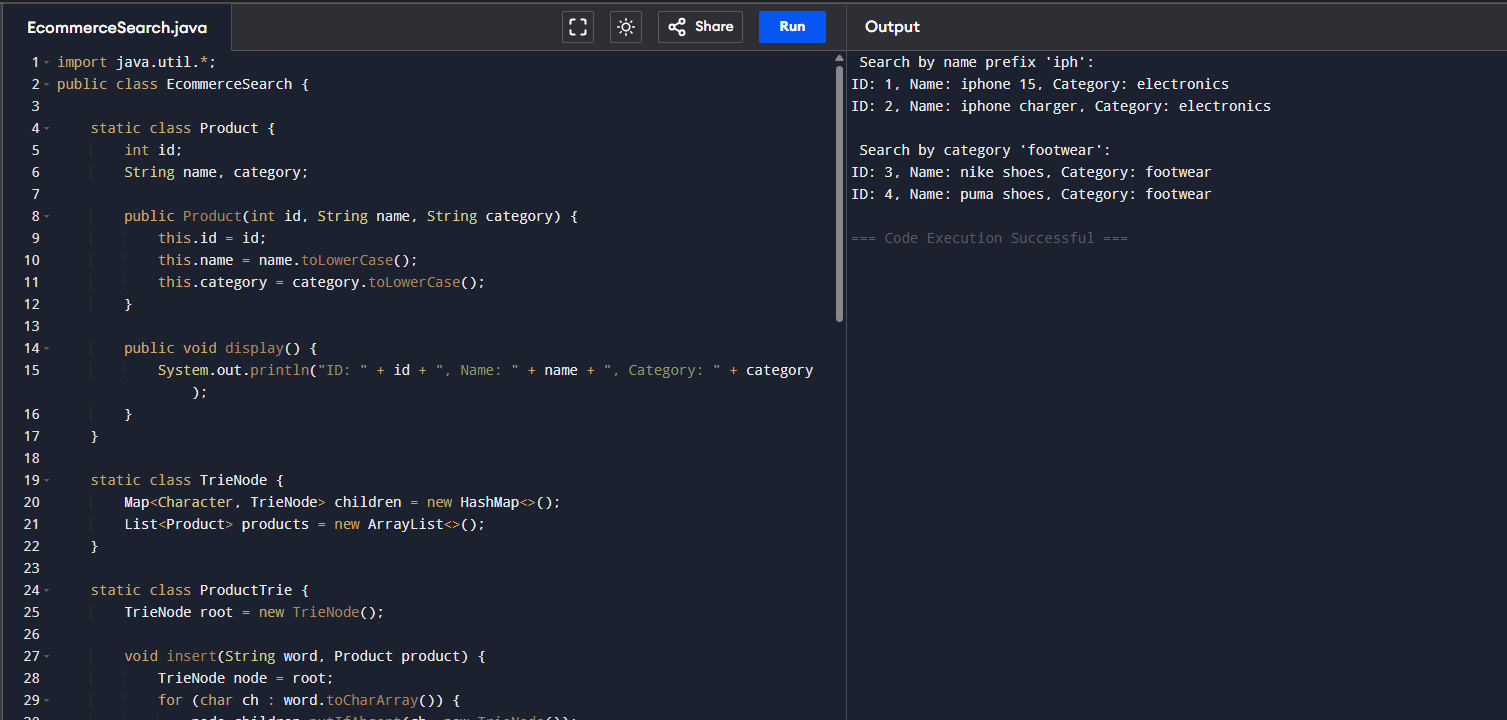 EcommerceSearch.java
Share
Run
Output
1 import java.util.*;
2 public class EcommerceSearch {
3
4     static class Product {
5         int id;
6         String name, category;
7
8         public Product(int id, String name, String category) {
9             this.id = id;
10             this.name = name.toLowerCase();
11             this.category = category.toLowerCase();
12         }
13
14         public void display() {
15             System.out.println("ID: " + id + ", Name: " + name + ", Category: " + category
);
16         }
17     }
18
19     static class TrieNode {
20         Map<Character, TrieNode> children = new HashMap<>();
21         List<Product> products = new ArrayList<>();
22     }
23
24     static class ProductTrie {
25         TrieNode root = new TrieNode();
26
27         void insert(String word, Product product) {
28             TrieNode node = root;
29             for (char ch : word.toCharArray()) {
30                 node.children.putIfAbsent(ch, new TrieNode());
Search by name prefix 'iph':
ID: 1, Name: iphone 15, Category: electronics
ID: 2, Name: iphone charger, Category: electronics
Search by category 'footwear':
ID: 3, Name: nike shoes, Category: footwear
ID: 4, Name: puma shoes, Category: footwear
=== Code Execution Successful ===